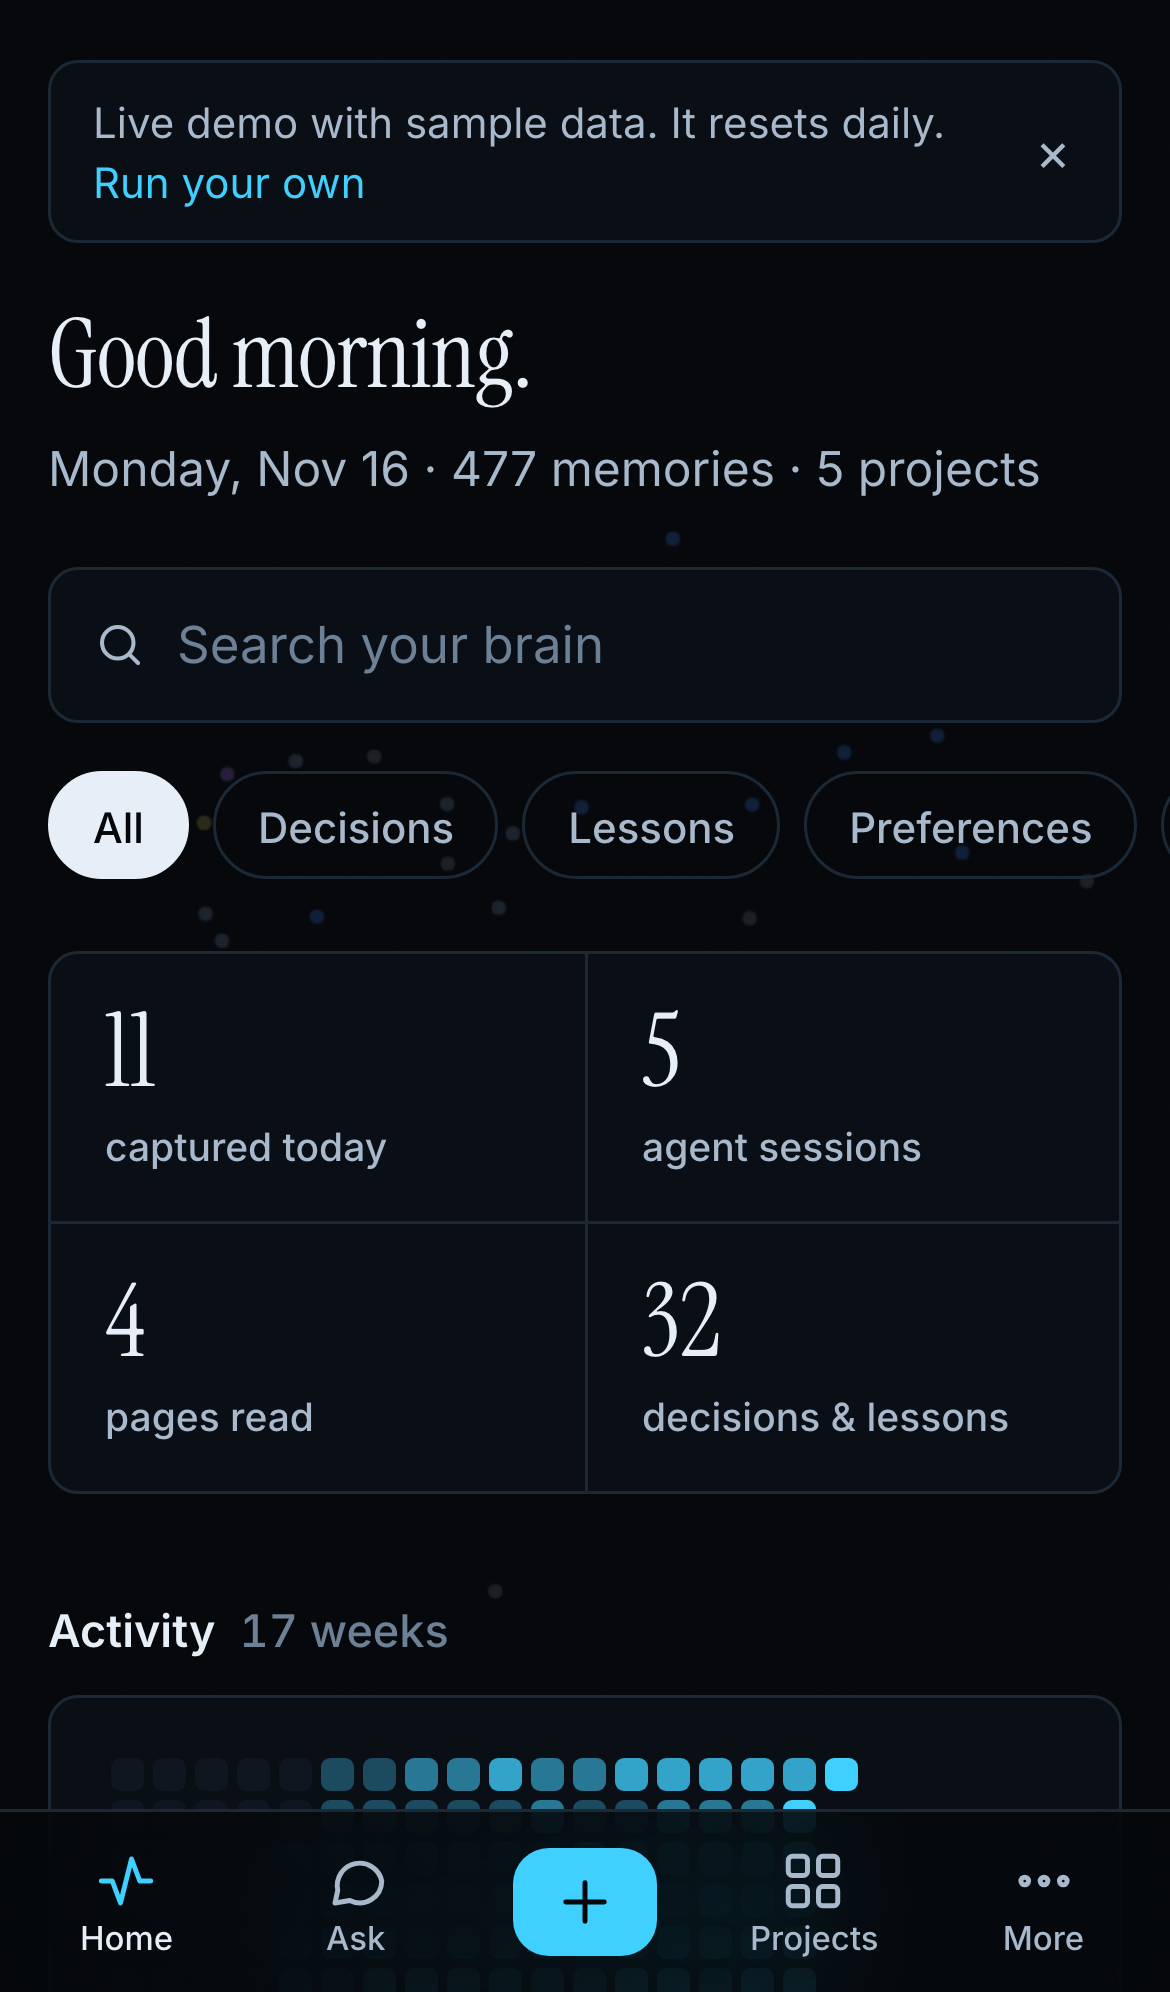 Live demo with sample data. It resets daily.
Run your own
Good morning.
Monday, Nov 16 · 477 memories · 5 projects
Search your brain
All Decisions Lessons Preferences
11 5
captured today agent sessions
4 32
pages read decisions & lessons
Activity 17 weeks
Home Ask Projects More